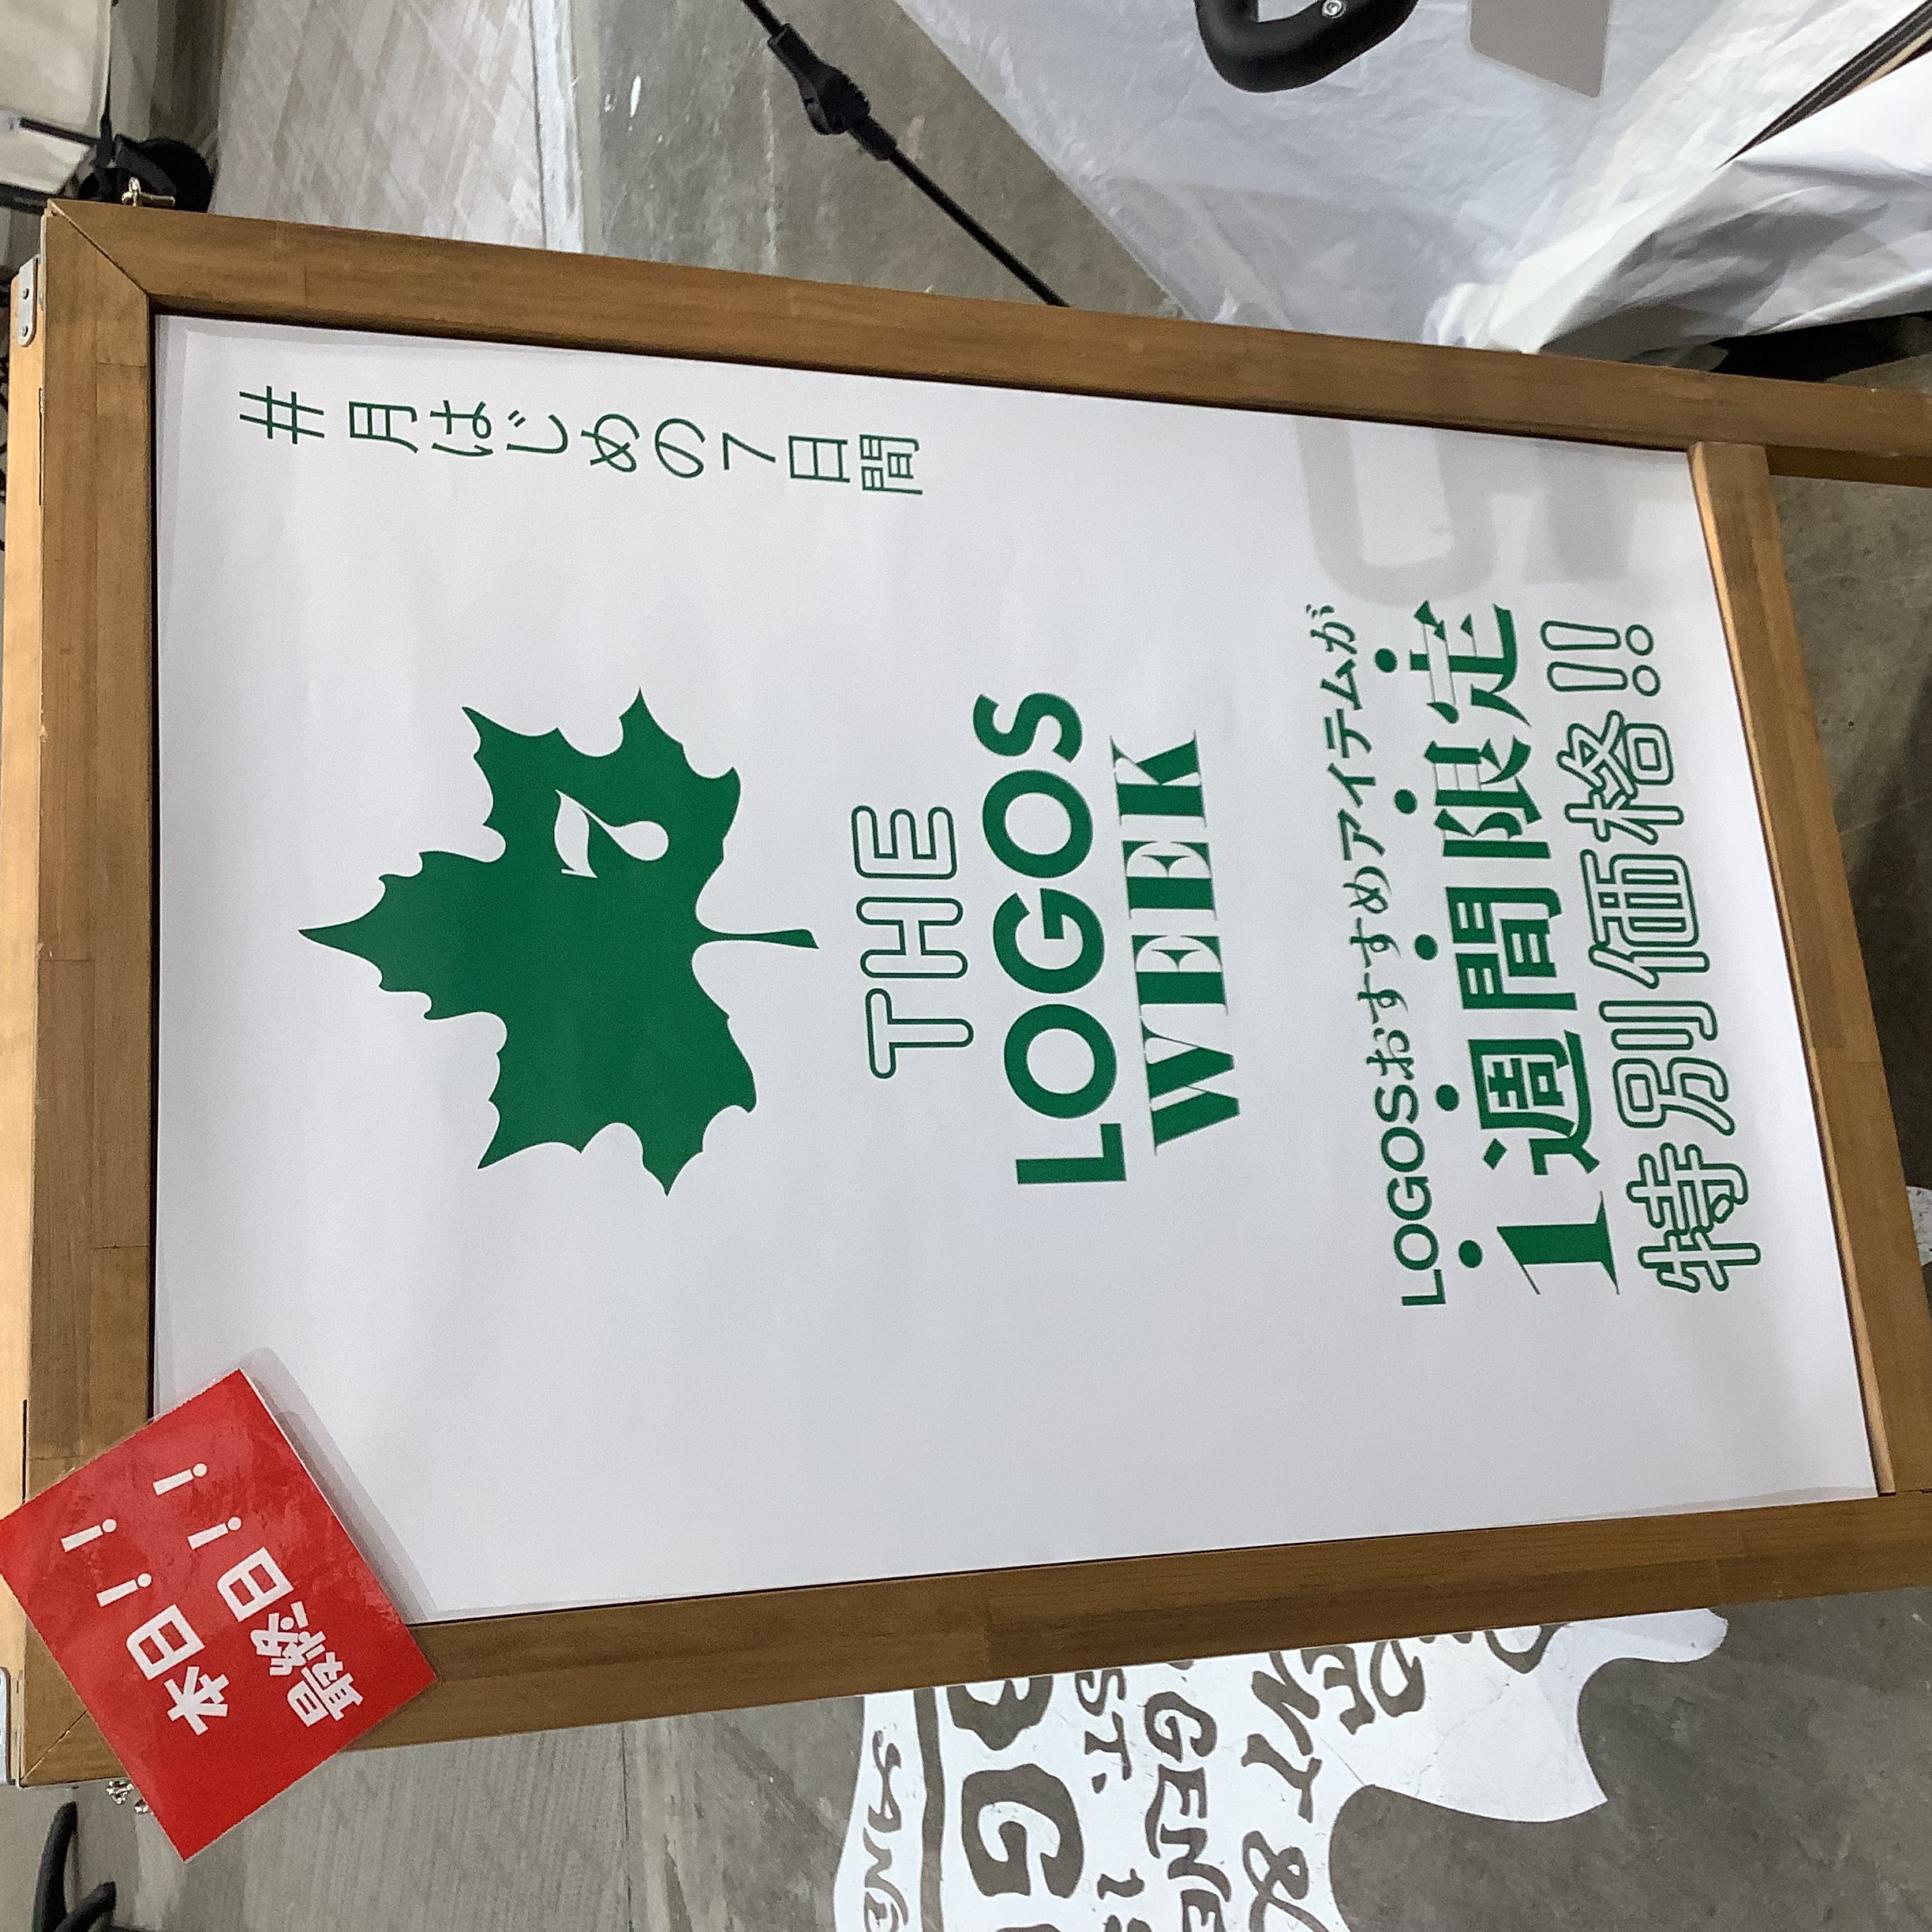 本日！！
最終日！！
＃月はじめの7日間
7
THE
LOGOS
WEEK
LOGOSおすすめアイテムが
1週間限定
特別価格!!